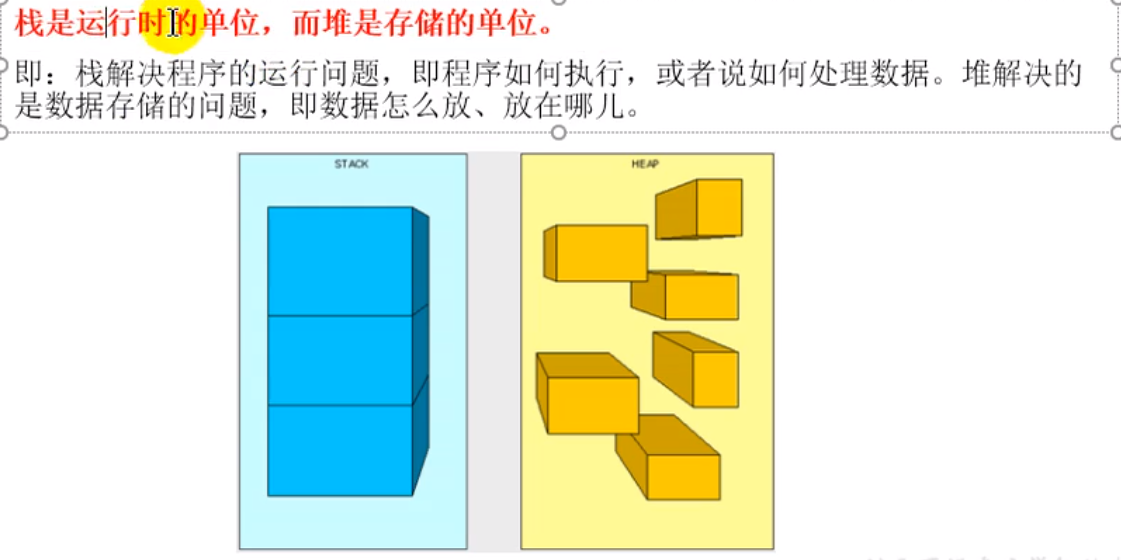 栈是运行时的单位，而堆是存储的单位。
即：栈解决程序的运行问题，即程序如何执行，或者说如何处理数据。堆解决的
是数据存储的问题，即数据怎么放、放在哪儿。
STACK
HEAP